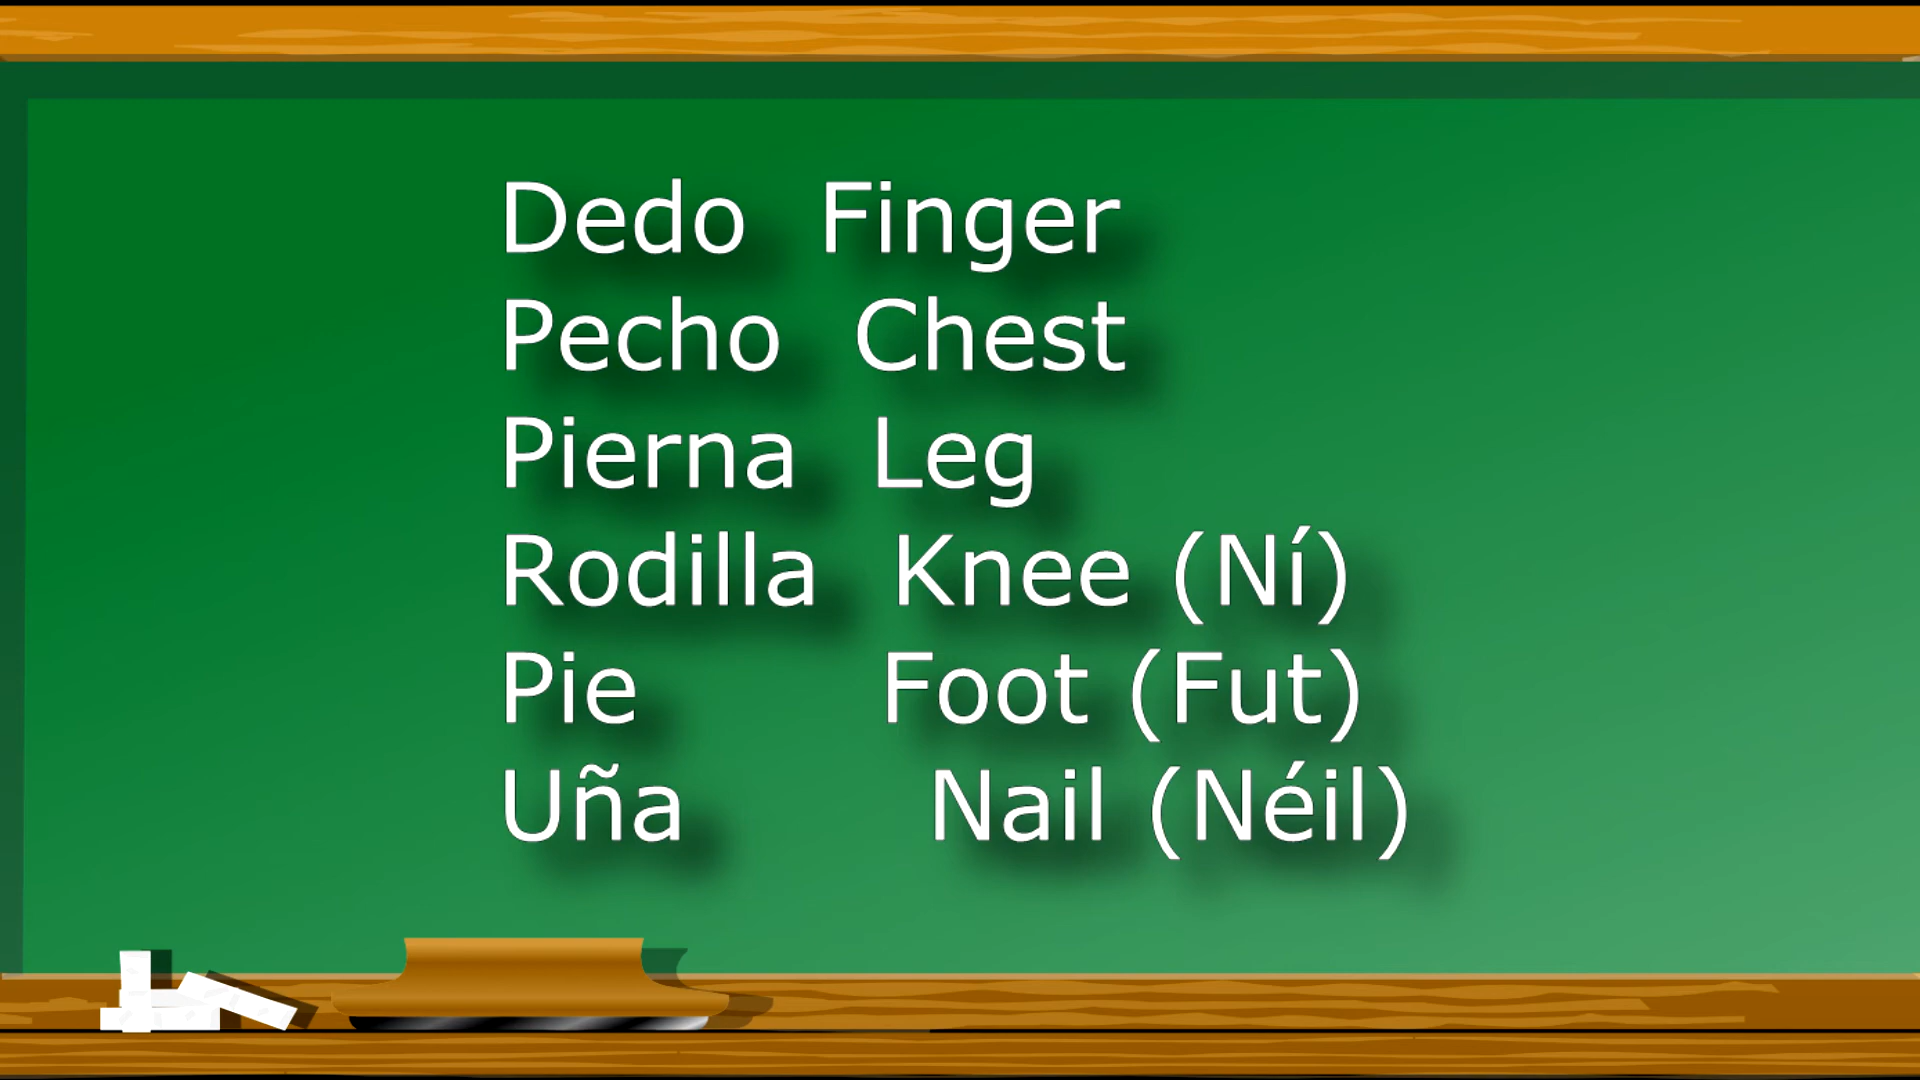 Dedo Finger
Pecho Chest
Pierna Leg
Rodilla Knee (Ní)
Pie Foot (Fut)
Uña Nail (Néil)